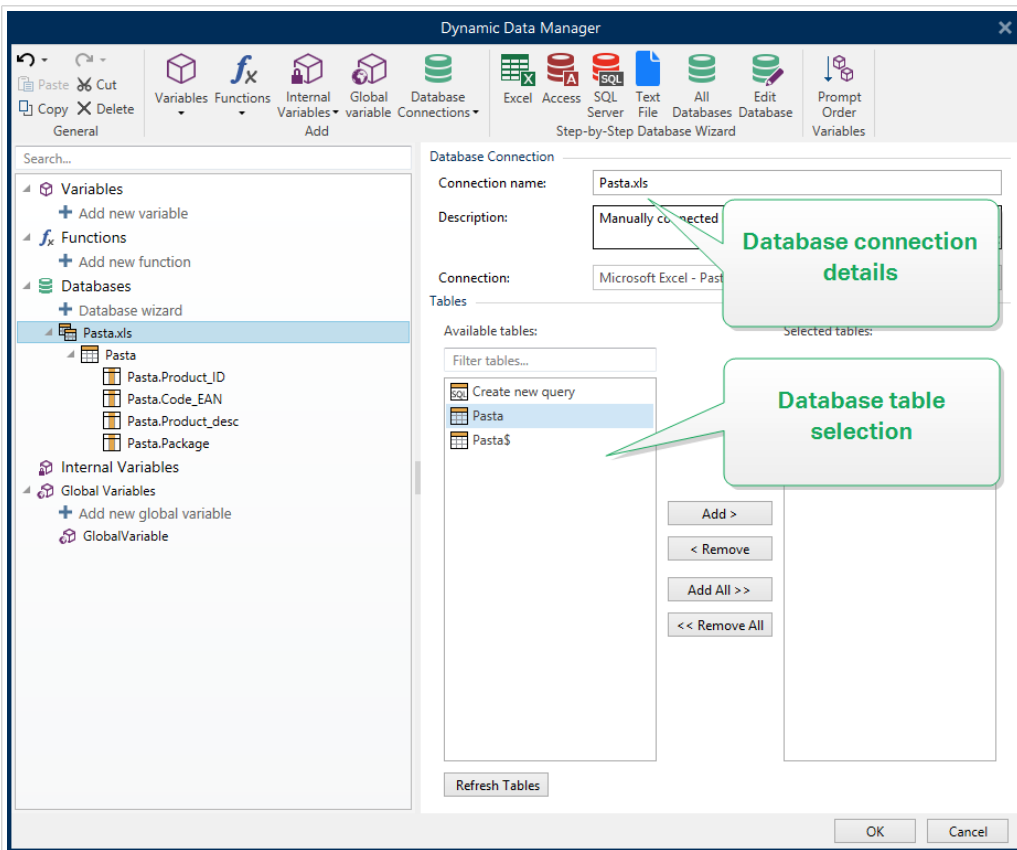 Dynamic Data Manager
Paste Cut
Copy Delete
General
Variables Functions Internal Variables Global variable Database Connections
Add
Excel Access SQL Server Text File All Databases Edit Database
Step-by-Step Database Wizard
Prompt Order
Variables
Search...
Variables
Add new variable
Functions
Add new function
Databases
Database wizard
Pasta.xls
Pasta
Pasta.Product_ID
Pasta.Code_EAN
Pasta.Product_desc
Pasta.Package
Internal Variables
Global Variables
Add new global variable
GlobalVariable
Database Connection
Connection name: Pasta.xls
Description: Manually connected
Connection: Microsoft Excel - Past
Database connection
details
Tables
Available tables:
Selected tables:
Filter tables...
SQL Create new query
Pasta
Pasta$
Database table
selection
Add >
< Remove
Add All >>
<< Remove All
Refresh Tables
OK Cancel